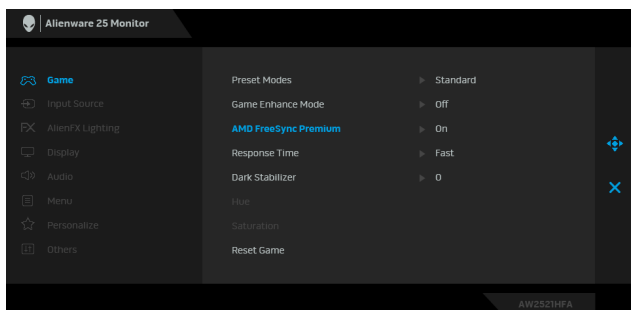 Alienware 25 Monitor
Game
Input Source
AlienFX Lighting
Display
Audio
Menu
Personalize
Others
Preset Modes Standard
Game Enhance Mode Off
AMD FreeSync Premium On
Response Time Fast
Dark Stabilizer 0
Hue
Saturation
Reset Game
AW2521HFA